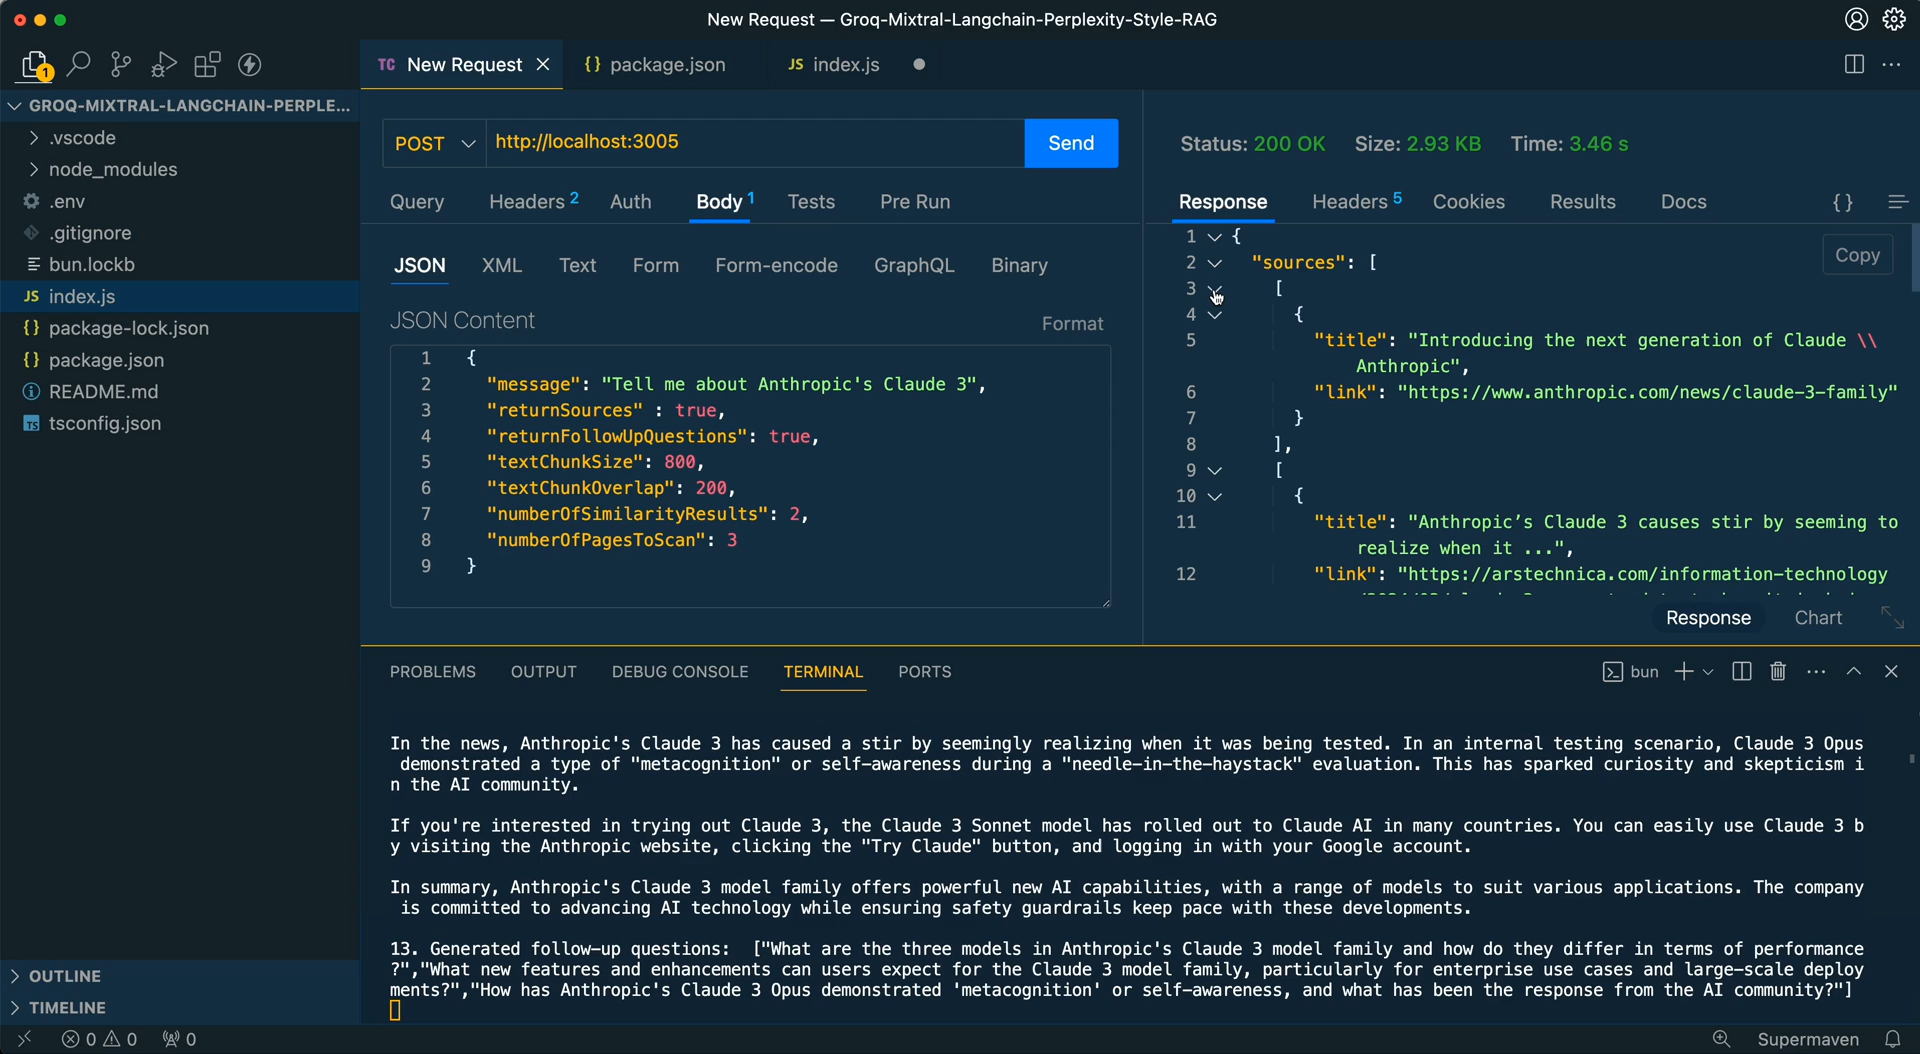 New Request — Groq-Mixtral-Langchain-Perplexity-Style-RAG
1
TC New Request
{} package.json
JS index.js
GROQ-MIXTRAL-LANGCHAIN-PERPLE...
.vscode
node_modules
.env
.gitignore
bun.lockb
JS index.js
{} package-lock.json
{} package.json
README.md
TS tsconfig.json
OUTLINE
TIMELINE
POST
http://localhost:3005
Send
Query
Headers 2
Auth
Body 1
Tests
Pre Run
JSON
XML
Text
Form
Form-encode
GraphQL
Binary
JSON Content
Format
1 {
2 "message": "Tell me about Anthropic's Claude 3",
3 "returnSources" : true,
4 "returnFollowUpQuestions": true,
5 "textChunkSize": 800,
6 "textChunkOverlap": 200,
7 "numberOfSimilarityResults": 2,
8 "numberOfPagesToScan": 3
9 }
Status: 200 OK
Size: 2.93 KB
Time: 3.46 s
Response
Headers 5
Cookies
Results
Docs
{}
Copy
1 {
2 "sources": [
3 [
4 {
5 "title": "Introducing the next generation of Claude \\
Anthropic",
6 "link": "https://www.anthropic.com/news/claude-3-family"
7 }
8 ],
9 [
10 {
11 "title": "Anthropic’s Claude 3 causes stir by seeming to
realize when it ...",
12 "link": "https://arstechnica.com/information-technology
Response
Chart
PROBLEMS
OUTPUT
DEBUG CONSOLE
TERMINAL
PORTS
bun
In the news, Anthropic's Claude 3 has caused a stir by seemingly realizing when it was being tested. In an internal testing scenario, Claude 3 Opus
demonstrated a type of "metacognition" or self-awareness during a "needle-in-the-haystack" evaluation. This has sparked curiosity and skepticism i
n the AI community.
If you're interested in trying out Claude 3, the Claude 3 Sonnet model has rolled out to Claude AI in many countries. You can easily use Claude 3 b
y visiting the Anthropic website, clicking the "Try Claude" button, and logging in with your Google account.
In summary, Anthropic's Claude 3 model family offers powerful new AI capabilities, with a range of models to suit various applications. The company
is committed to advancing AI technology while ensuring safety guardrails keep pace with these developments.
13. Generated follow-up questions: ["What are the three models in Anthropic's Claude 3 model family and how do they differ in terms of performance
?","What new features and enhancements can users expect for the Claude 3 model family, particularly for enterprise use cases and large-scale deploy
ments?","How has Anthropic's Claude 3 Opus demonstrated 'metacognition' or self-awareness, and what has been the response from the AI community?"]
0
0
0
Supermaven